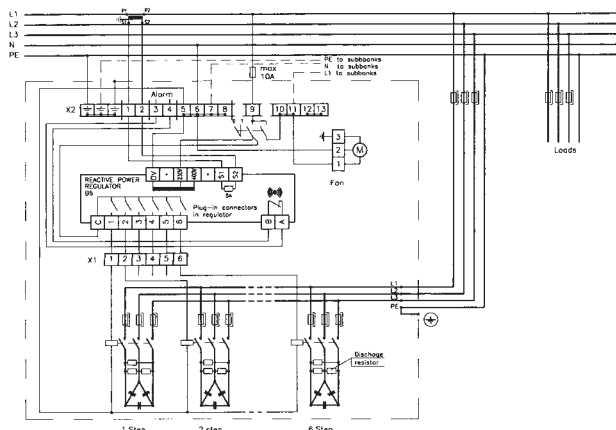 L1
P1 P2
L2
S1 S2
L3
N
PE
PE to subbanks
N to subbanks
L1 to subbanks
max
10A
Alarm
X2
1 2 3 4 5 6 7 8 9 10 11 12 13
3
2
1
M
Fan
Loads
REACTIVE POWER
REGULATOR
B6
0V 230V 400V S1 S2
5A
Plug-in connectors
in regulator
C 1 2 3 4 5 6 B A
X1 1 2 3 4 5 6
L1
L2
L3
PE
Dischage
resistor
1 Step 2 step 6 Step